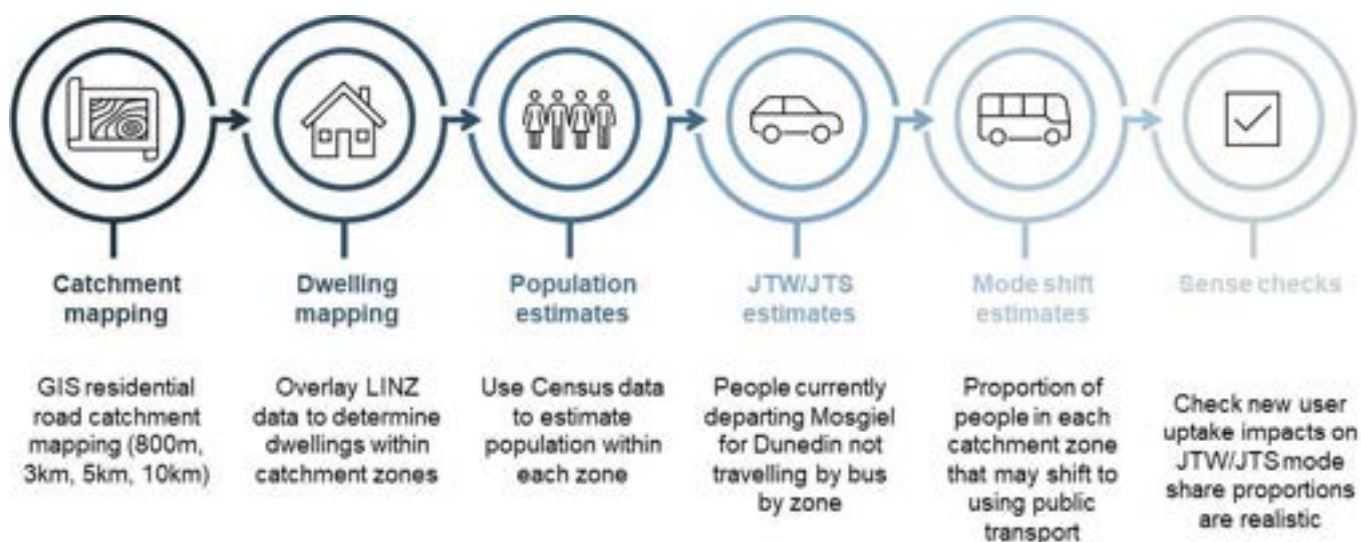 Catchment
mapping
GIS residential
road catchment
mapping (800m,
3km, 5km, 10km)
Dwelling
mapping
Overlay LINZ
data to determine
dwellings within
catchment zones
Population
estimates
Use Census data
to estimate
population within
each zone
JTW/JTS
estimates
People currently
departing Mosgiel
for Dunedin not
travelling by bus
by zone
Mode shift
estimates
Proportion of
people in each
catchment zone
that may shift to
using public
transport
Sense checks
Check new user
uptake impacts on
JTW/JTS mode
share proportions
are realistic